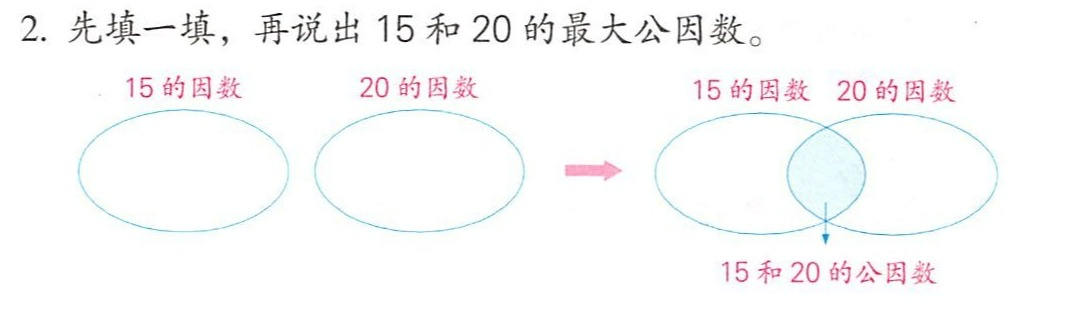 2. 先填一填，再说出 15 和 20 的最大公因数。
15 的因数 20 的因数 15 的因数 20 的因数
15 和 20 的公因数